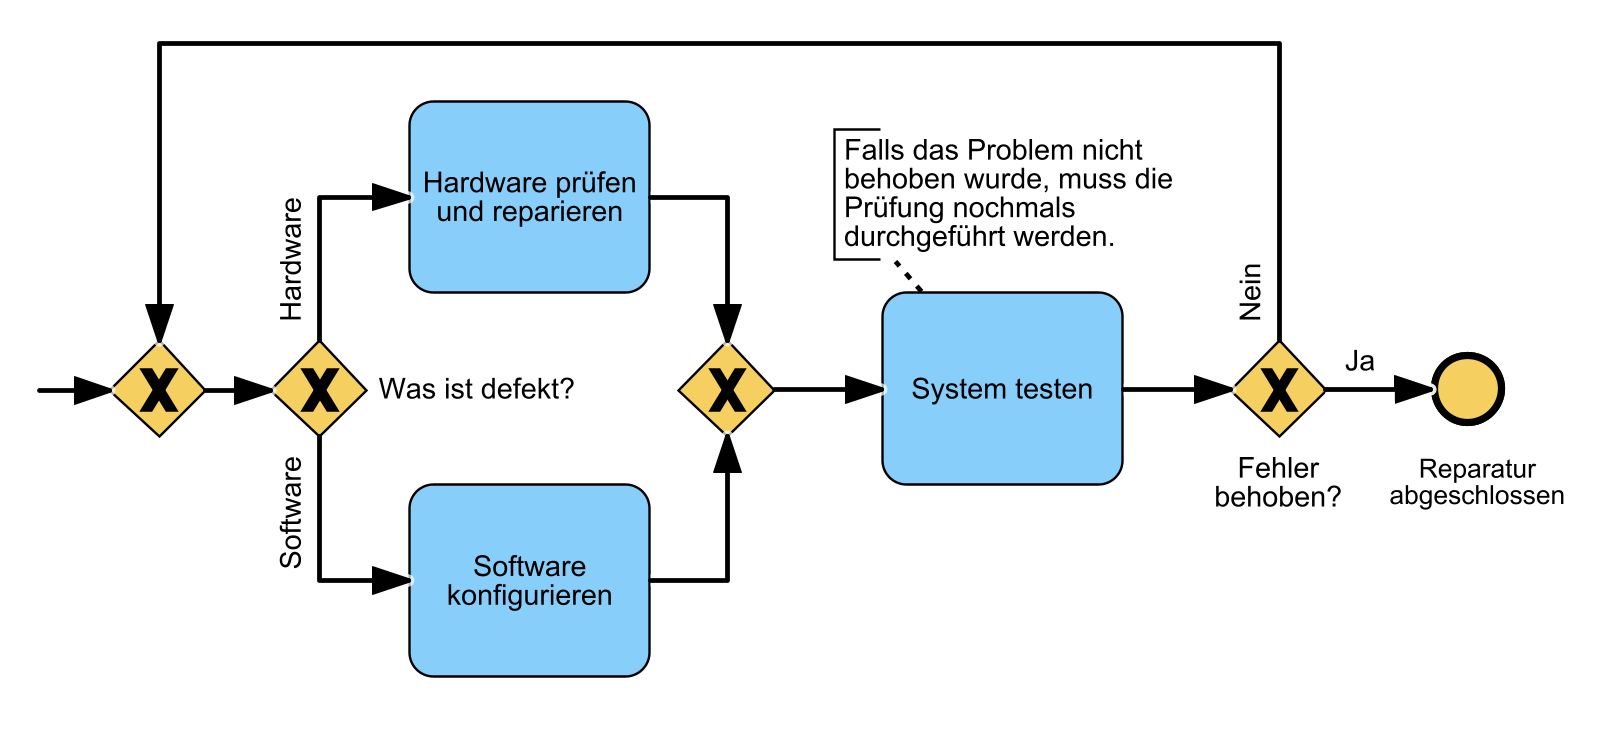 Hardware
Hardware prüfen
und reparieren
Falls das Problem nicht
behoben wurde, muss die
Prüfung nochmals
durchgeführt werden.
Nein
X
X
Was ist defekt?
X
System testen
X
Ja
Fehler
behoben?
Reparatur
abgeschlossen
Software
Software
konfigurieren